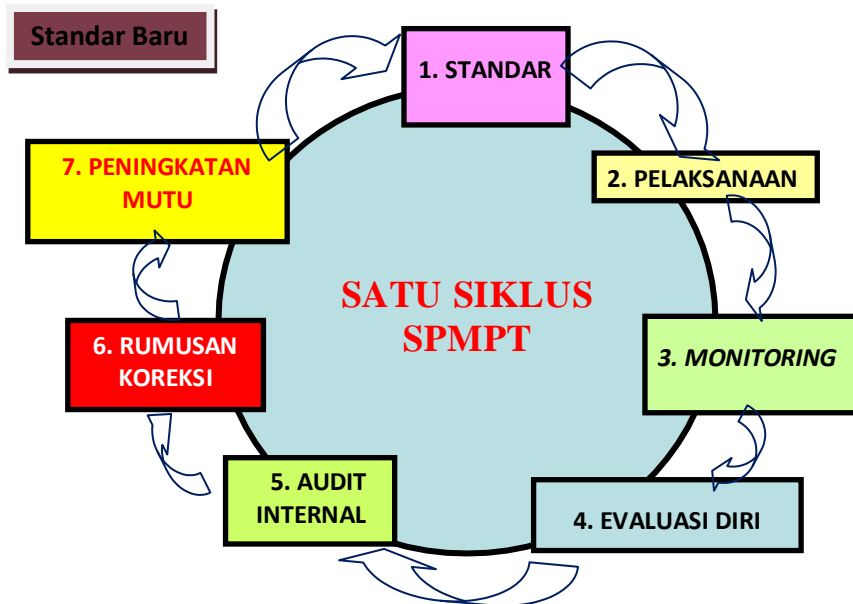 Standar Baru
1. STANDAR
2. PELAKSANAAN
3. MONITORING
4. EVALUASI DIRI
5. AUDIT
INTERNAL
6. RUMUSAN
KOREKSI
7. PENINGKATAN
MUTU
SATU SIKLUS
SPMPT